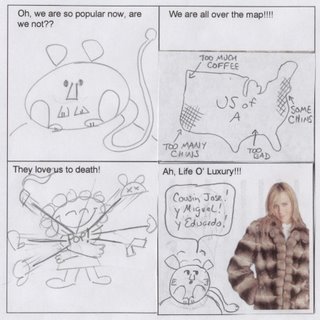 Oh, we are so popular now, are
we not??
We are all over the map!!!!
TOO MUCH
COFFEE
US of
A
SOME
CHINS
TOO MANY
CHINS
TOO
GAD
They love us to death!
POP!
Ah, Life O' Luxury!!!
Cousin, Jose!
y Miguel!
y Eduardo!